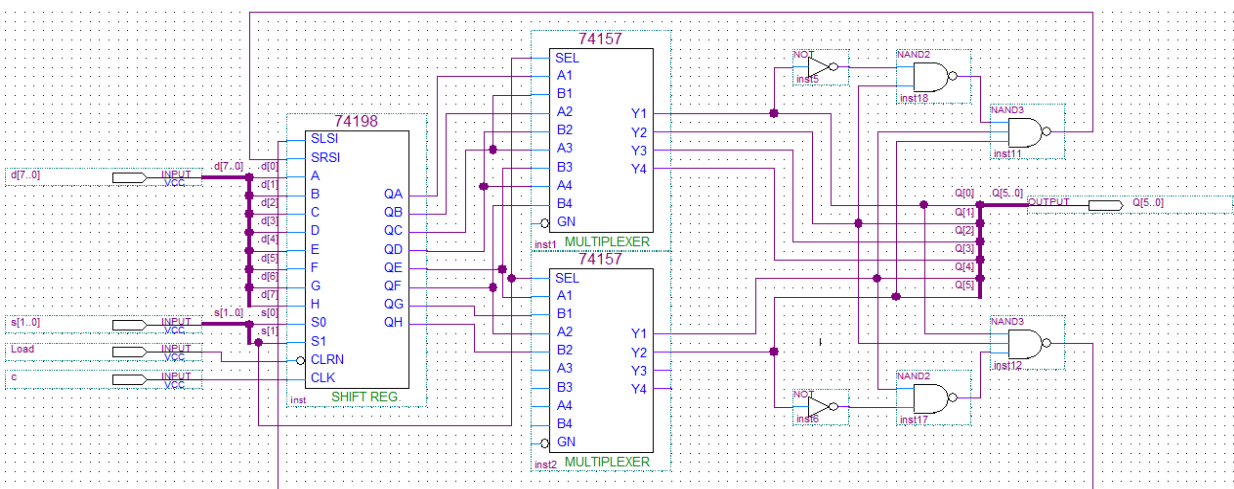 74157
SEL
A1
B1
A2
B2
A3
B3
A4
B4
GN
Y1
Y2
Y3
Y4
inst1
MULTIPLEXER
74157
SEL
A1
B1
A2
B2
A3
B3
A4
B4
GN
Y1
Y2
Y3
Y4
inst2
MULTIPLEXER
74198
SLSI
SRSI
A
B
C
D
E
F
G
H
S0
S1
CLRN
CLK
QA
QB
QC
QD
QE
QF
QG
QH
inst
SHIFT REG.
d[7..0]
INPUT
VCC
d[7..0]
d[0]
d[1]
d[2]
d[3]
d[4]
d[5]
d[6]
d[7]
s[1..0]
INPUT
VCC
s[1..0]
s[0]
s[1]
Load
INPUT
VCC
c
INPUT
VCC
NOT
inst5
NAND2
inst18
NAND3
inst11
Q[0]
Q[1]
Q[2]
Q[3]
Q[4]
Q[5]
Q[5..0]
OUTPUT
Q[5..0]
NAND3
inst12
NAND2
inst17
NOT
inst6